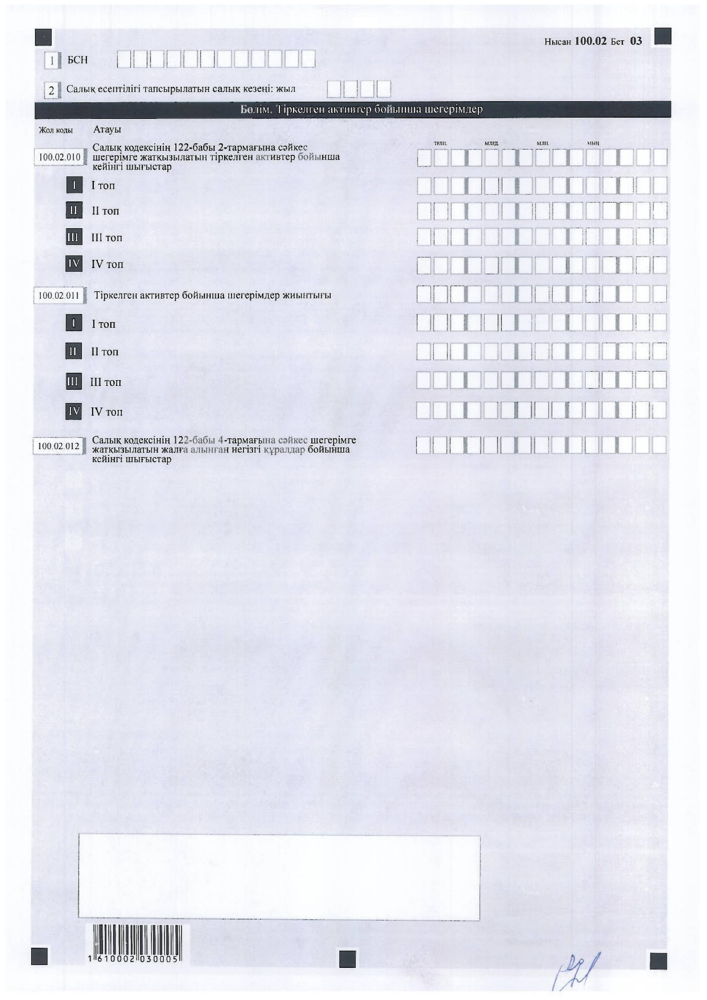 Нысан 100.02 Бет 03
1 БСН
2 Салық есептілігі тапсырылатын салық кезеңі: жыл
Бөлім. Тіркелген активтер бойынша шегерімдер
Жол коды Атауы
трлн. млрд. млн. мың
100.02.010 Салық кодексінің 122-бабы 2-тармағына сәйкес
шегерімге жатқызылатын тіркелген активтер бойынша
кейінгі шығыстар
I I топ
II II топ
III III топ
IV IV топ
100.02.011 Тіркелген активтер бойынша шегерімдер жиынтығы
I I топ
II II топ
III III топ
IV IV топ
100.02.012 Салық кодексінің 122-бабы 4-тармағына сәйкес шегерімге
жатқызылатын жалға алынған негізгі құралдар бойынша
кейінгі шығыстар
1 610002 030005